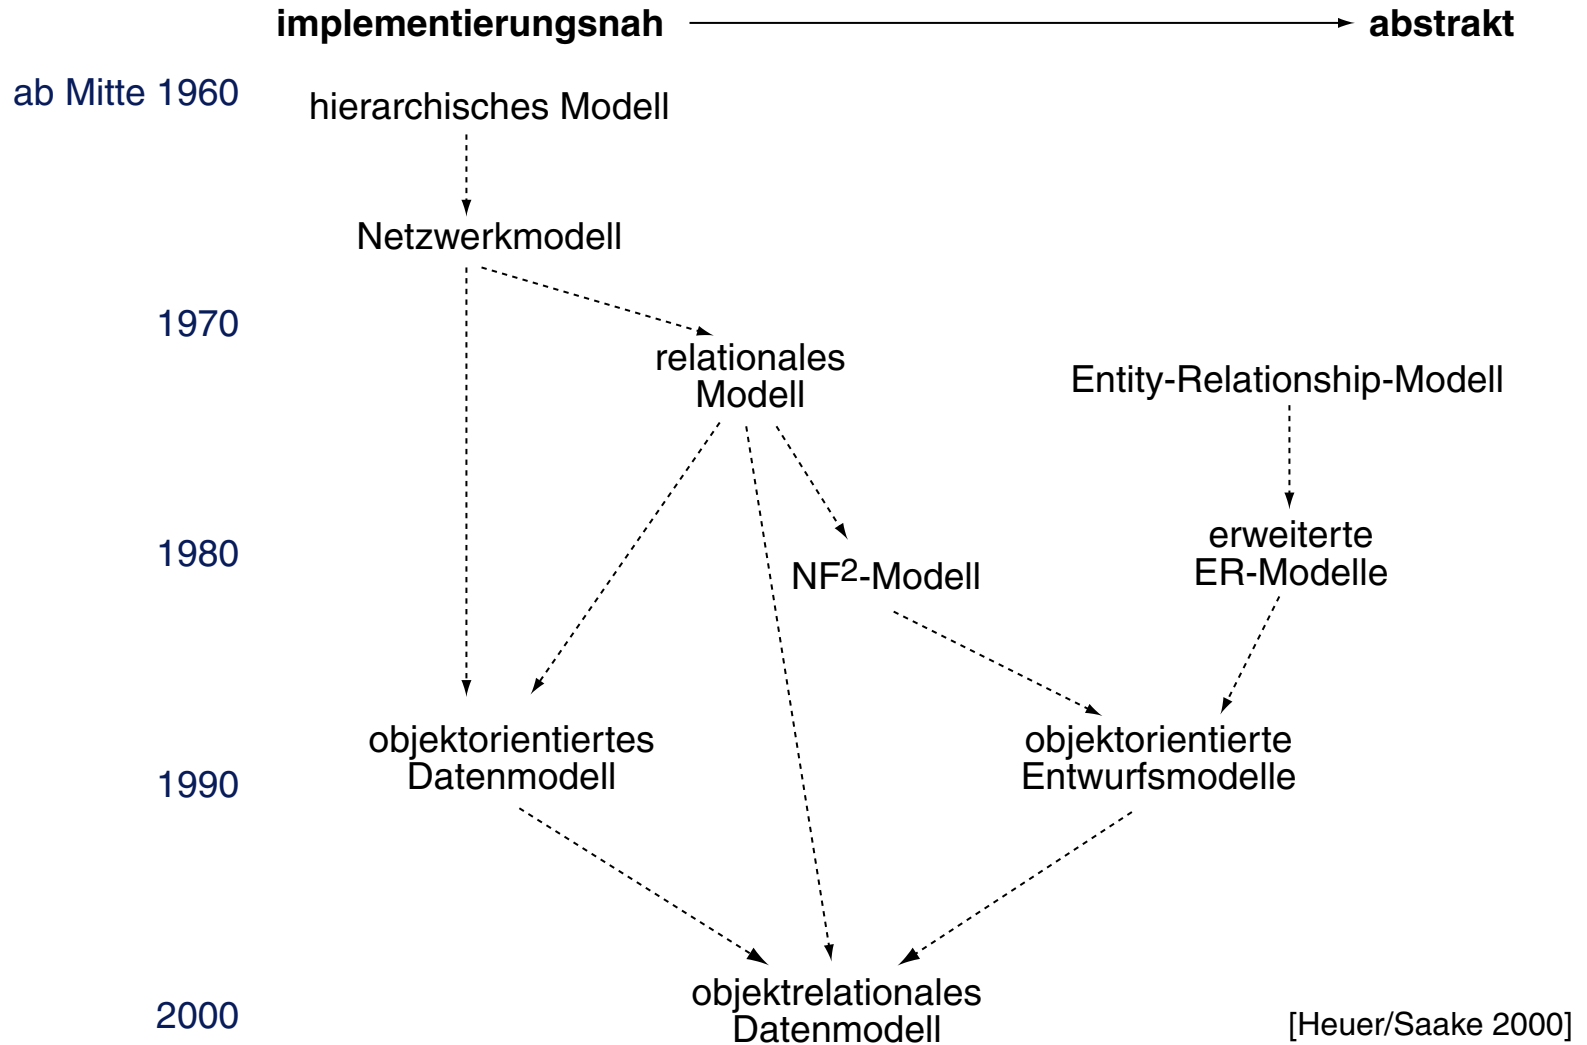 implementierungsnah
abstrakt
ab Mitte 1960
hierarchisches Modell
Netzwerkmodell
1970
relationales
Modell
Entity-Relationship-Modell
1980
NF²-Modell
erweiterte
ER-Modelle
objektorientiertes
Datenmodell
objektorientierte
Entwurfsmodelle
1990
objektrelationales
Datenmodell
2000
[Heuer/Saake 2000]